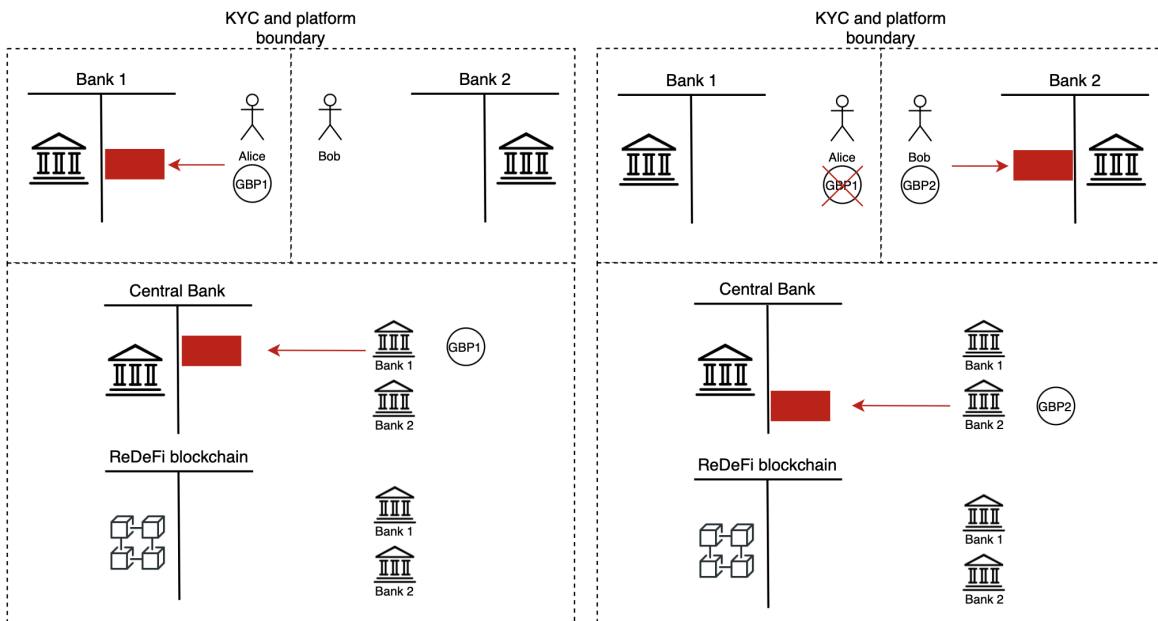 KYC and platform
boundary
Bank 1
Bank 2
Alice
Bob
GBP1
Central Bank
Bank 1
GBP1
Bank 2
ReDeFi blockchain
Bank 1
Bank 2
KYC and platform
boundary
Bank 1
Bank 2
Alice
Bob
GBP1
GBP2
Central Bank
Bank 1
Bank 2
GBP2
ReDeFi blockchain
Bank 1
Bank 2